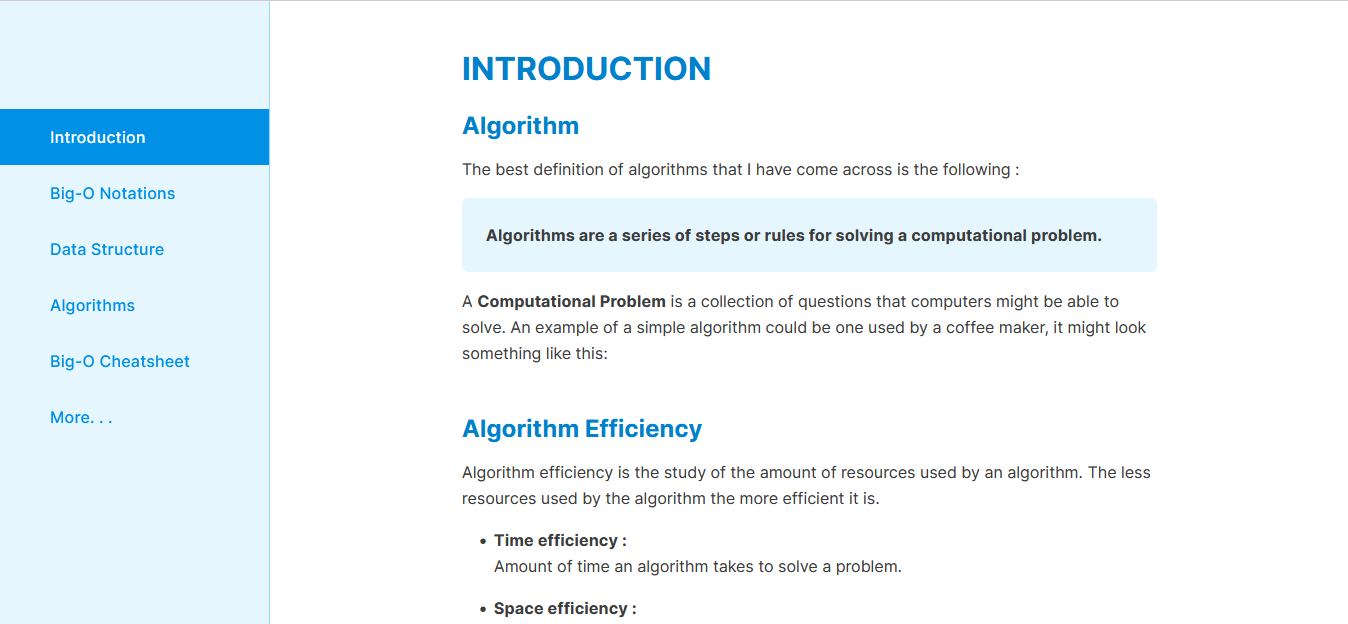 Introduction
Big-O Notations
Data Structure
Algorithms
Big-O Cheatsheet
More. . .
INTRODUCTION
Algorithm
The best definition of algorithms that I have come across is the following :
Algorithms are a series of steps or rules for solving a computational problem.
A Computational Problem is a collection of questions that computers might be able to
solve. An example of a simple algorithm could be one used by a coffee maker, it might look
something like this:
Algorithm Efficiency
Algorithm efficiency is the study of the amount of resources used by an algorithm. The less
resources used by the algorithm the more efficient it is.
• Time efficiency :
Amount of time an algorithm takes to solve a problem.
• Space efficiency :